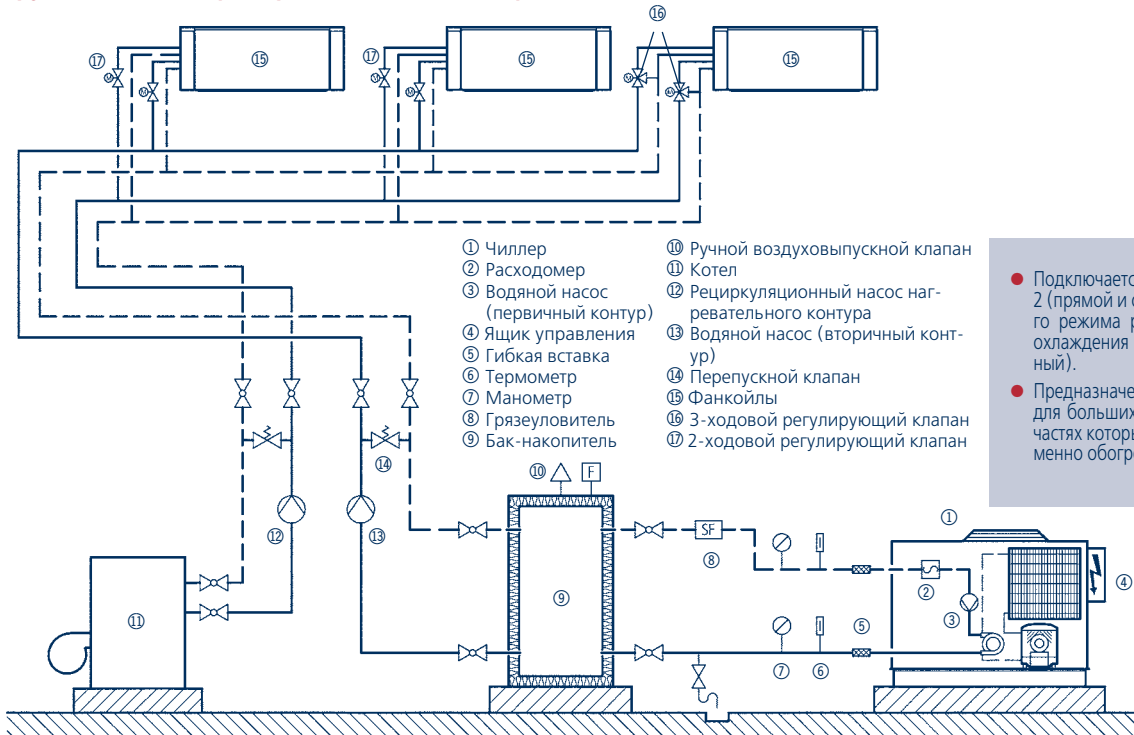 ⑯
⑰
⑮
⑰
⑮
⑮
M
M
M
M
M
M
① Чиллер
② Расходомер
③ Водяной насос
(первичный контур)
④ Ящик управления
⑤ Гибкая вставка
⑥ Термометр
⑦ Манометр
⑧ Грязеуловитель
⑨ Бак-накопитель
⑩ Ручной воздуховыпускной клапан
⑪ Котел
⑫ Рециркуляционный насос наг-
ревательного контура
⑬ Водяной насос (вторичный конт-
ур)
⑭ Перепускной клапан
⑮ Фанкойлы
⑯ 3-ходовой регулирующий клапан
⑰ 2-ходовой регулирующий клапан
● Подключаетс
2 (прямой и
го режима
охлаждения
ный).
● Предназначе
для больших
частях котор
менно обогр
⑭
⑩
F
⑫
⑬
SF
⑧
①
②
④
③
⑨
⑪
⑤
⑦
⑥